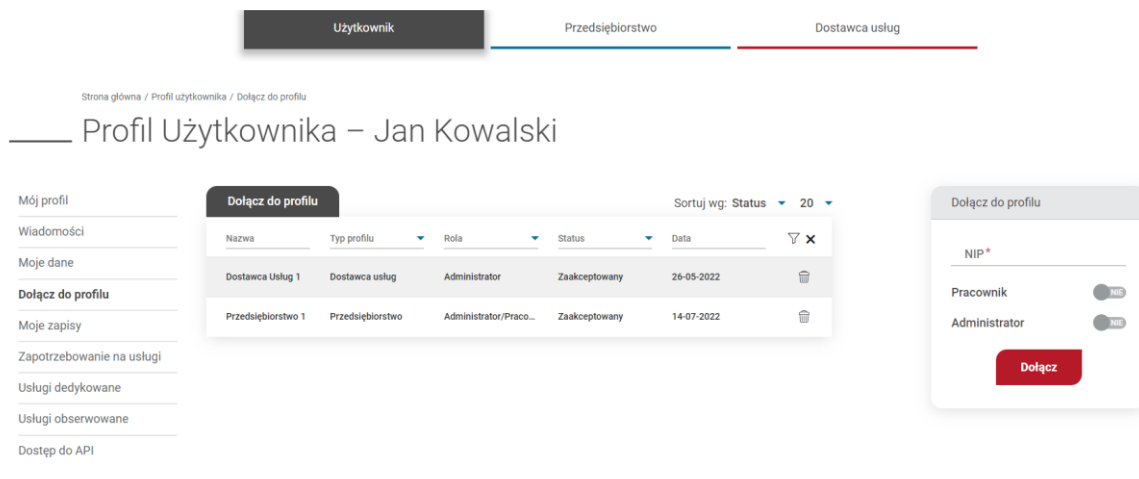 Użytkownik Przedsiębiorstwo Dostawca usług
Strona główna / Profil użytkownika / Dołącz do profilu
Profil Użytkownika – Jan Kowalski
Mój profil
Wiadomości
Moje dane
Dołącz do profilu
Moje zapisy
Zapotrzebowanie na usługi
Usługi dedykowane
Usługi obserwowane
Dostęp do API
Dołącz do profilu
Sortuj wg: Status 20
Nazwa Typ profilu Rola Status Data
Dostawca Usług 1 Dostawca usług Administrator Zaakceptowany 26-05-2022
Przedsiębiorstwo 1 Przedsiębiorstwo Administrator/Praco... Zaakceptowany 14-07-2022
Dołącz do profilu
NIP*
Pracownik NIE
Administrator NIE
Dołącz